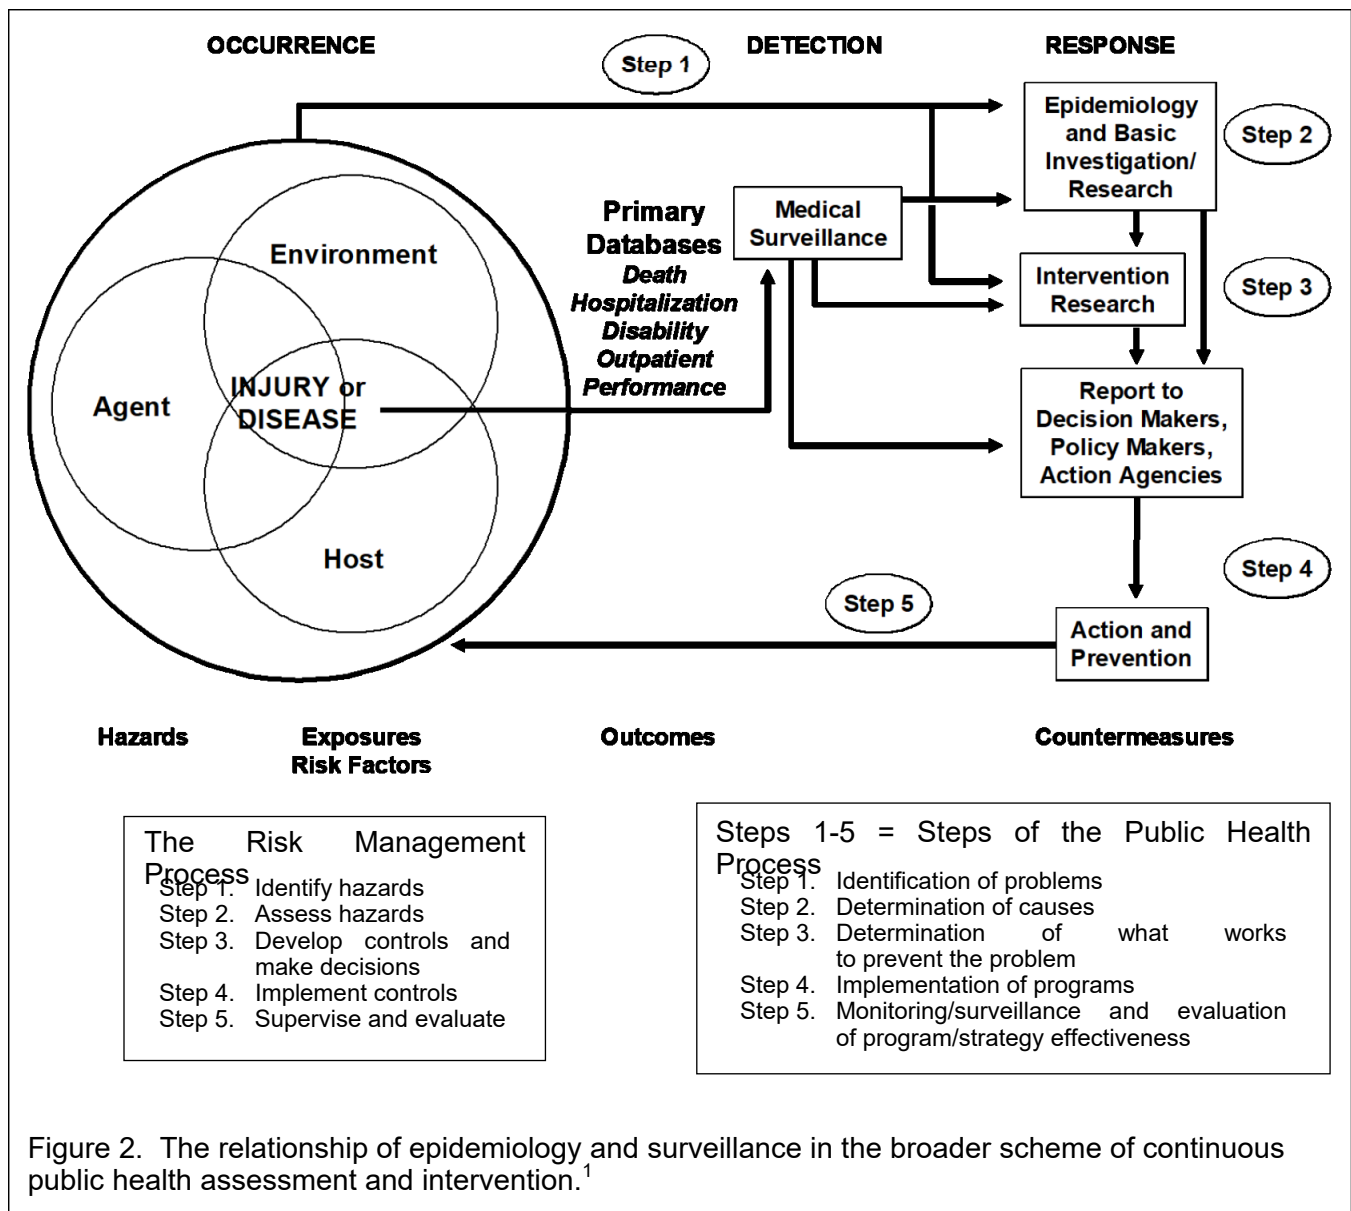 OCCURRENCE
DETECTION
RESPONSE
Step 1
Epidemiology
and Basic
Investigation/
Research
Step 2
Medical
Surveillance
Primary
Databases
Death
Hospitalization
Disability
Outpatient
Performance
Environment
Intervention
Research
Step 3
Agent
INJURY or
DISEASE
Host
Report to
Decision Makers,
Policy Makers,
Action Agencies
Step 4
Step 5
Action and
Prevention
Hazards
Exposures
Risk Factors
Outcomes
Countermeasures
The Risk Management
Process
Step 1. Identify hazards
Step 2. Assess hazards
Step 3. Develop controls and
make decisions
Step 4. Implement controls
Step 5. Supervise and evaluate
Steps 1-5 = Steps of the Public Health
Process
Step 1. Identification of problems
Step 2. Determination of causes
Step 3. Determination of what works
to prevent the problem
Step 4. Implementation of programs
Step 5. Monitoring/surveillance and evaluation
of program/strategy effectiveness
Figure 2. The relationship of epidemiology and surveillance in the broader scheme of continuous
public health assessment and intervention.1